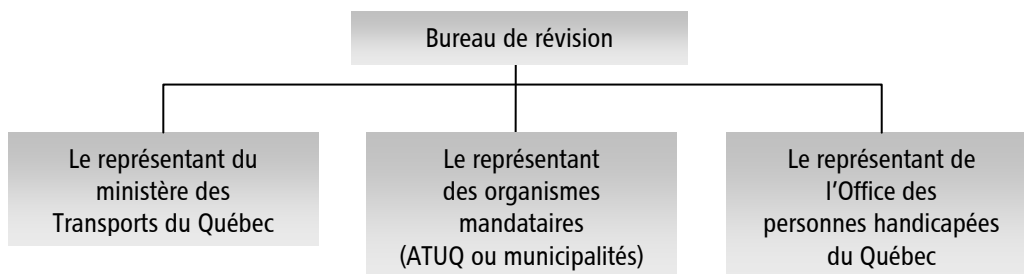 Bureau de révision
Le représentant du
ministère des
Transports du Québec
Le représentant
des organismes
mandataires
(ATUQ ou municipalités)
Le représentant de
l'Office des
personnes handicapées
du Québec